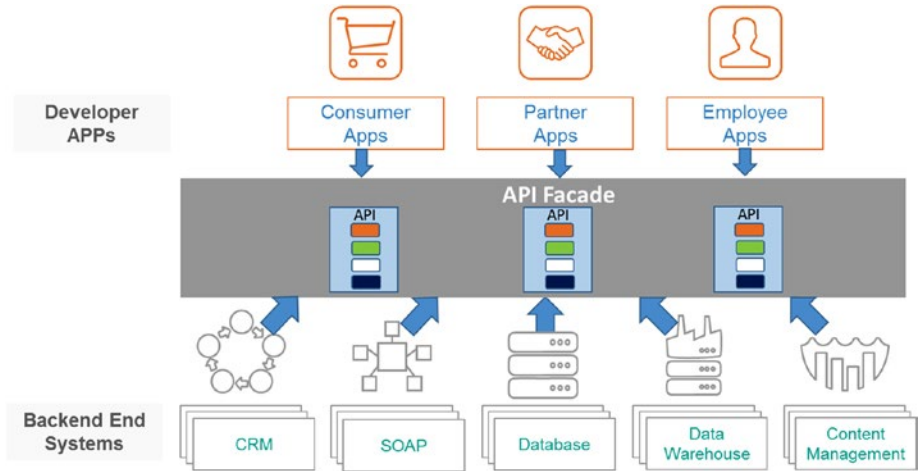 Developer
APPs
Consumer
Apps
Partner
Apps
Employee
Apps
API Facade
API
API
API
Backend End
Systems
CRM
SOAP
Database
Data
Warehouse
Content
Management